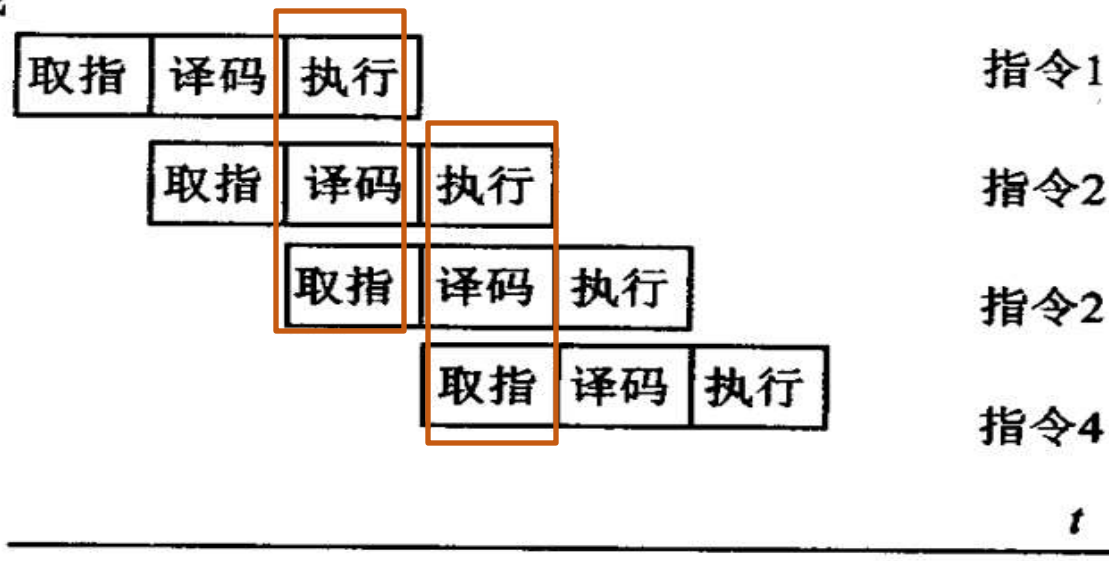 取指 译码 执行 指令1
取指 译码 执行 指令2
取指 译码 执行 指令2
取指 译码 执行 指令4
t